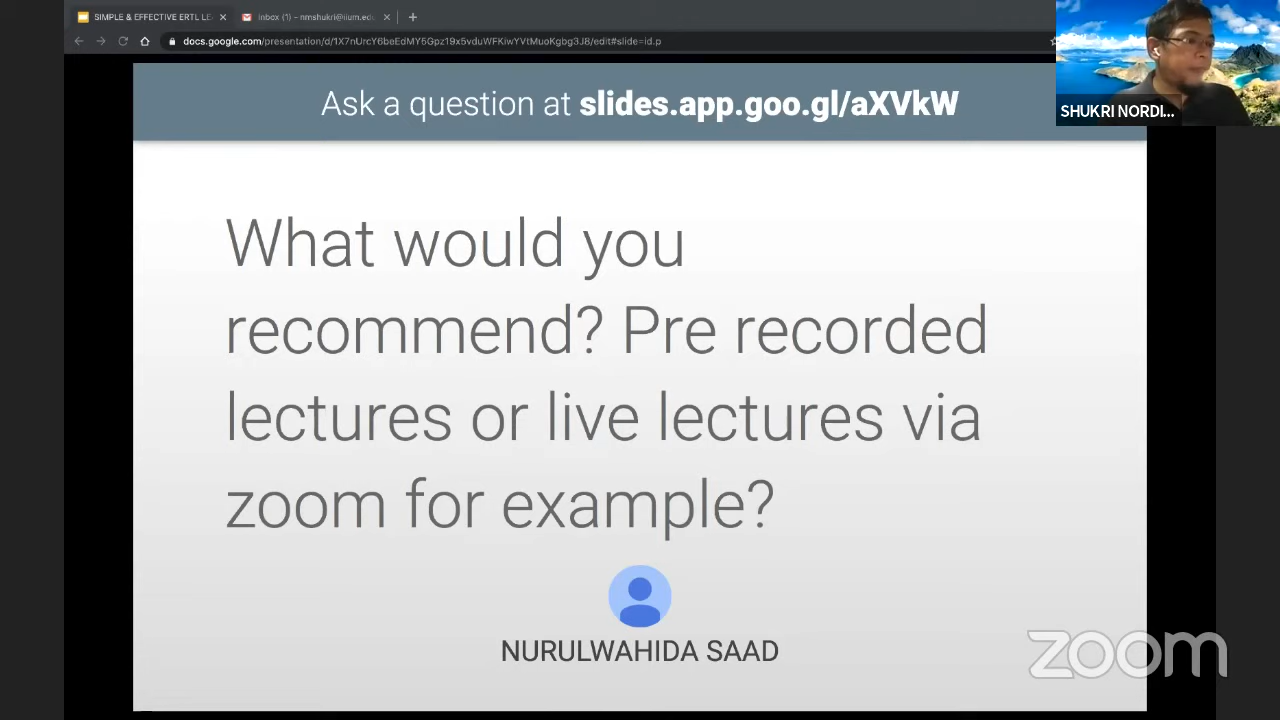 SIMPLE & EFFECTIVE ERTL LE
Inbox (1) - nmshukri@iium.ed
docs.google.com/presentation/d/1X7nUrcY6beEdMY5Gpz19x5vduWFKiwYVtMuoKgbg3J8/edit#slide=id.p
SHUKRI NORDI...
Ask a question at slides.app.goo.gl/aXVkW
What would you
recommend? Pre recorded
lectures or live lectures via
zoom for example?
NURULWAHIDA SAAD
zoom